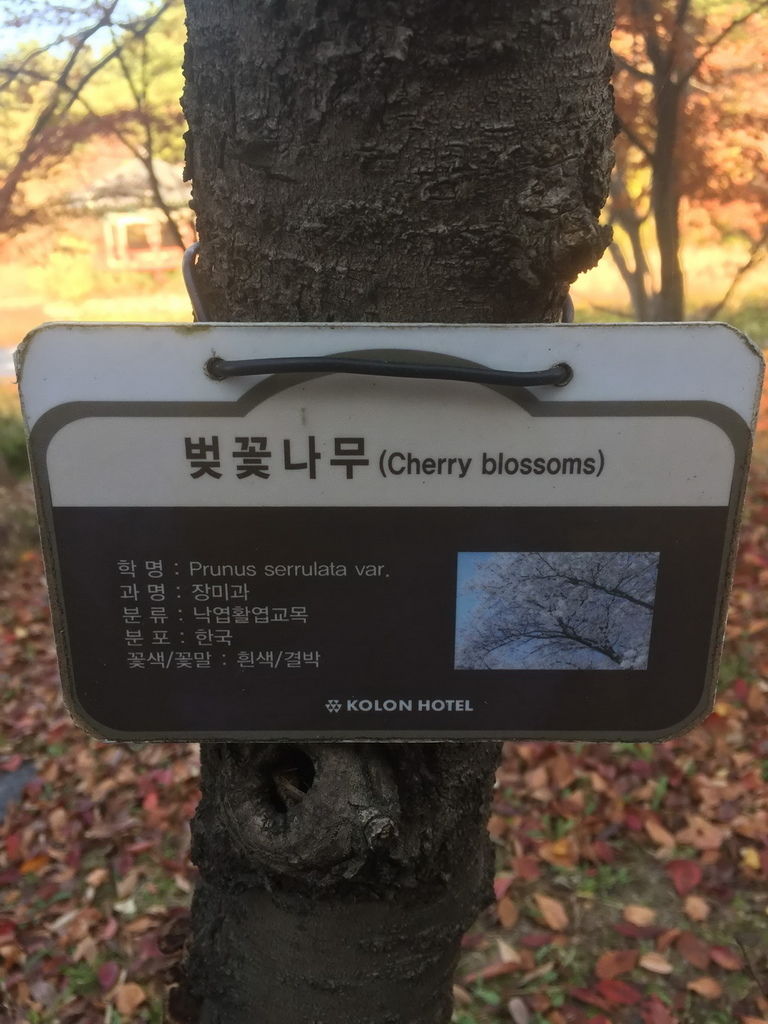 벚꽃나무 (Cherry blossoms)
학 명 : Prunus serrulata var.
과 명 : 장미과
분 류 : 낙엽활엽교목
분 포 : 한국
꽃색/꽃말 : 흰색/결박
KOLON HOTEL